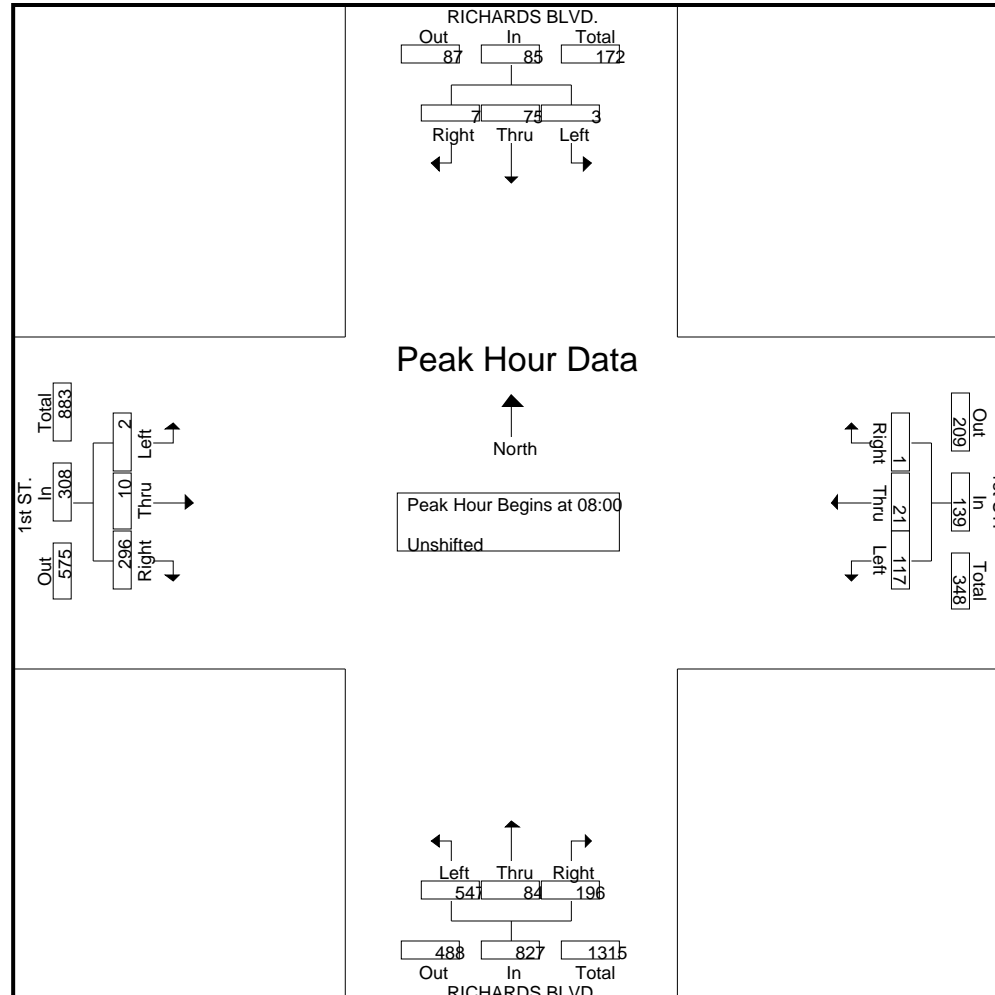 RICHARDS BLVD.
Out In Total
87 85 172
7 75 3
Right Thru Left
Peak Hour Data
North
Peak Hour Begins at 08:00
Unshifted
1st ST.
Total In Out
883 308 575
2 10 296
Left Thru Right
Out In Total
209 139 348
1 21 117
Right Thru Left
Left Thru Right
547 84 196
488 827 1315
Out In Total
RICHARDS BLVD.